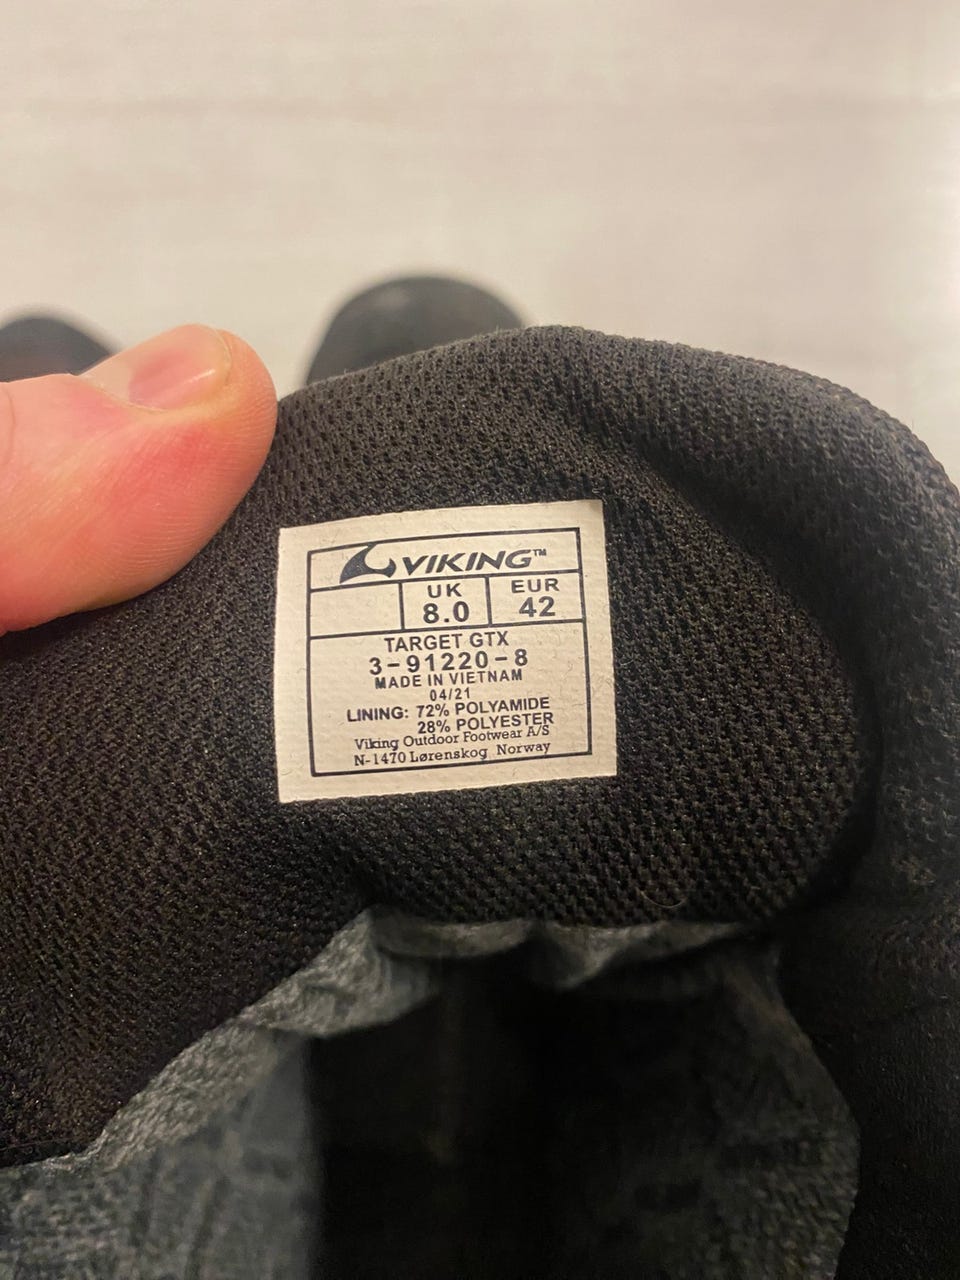 VIKING™
UK EUR
8.0 42
TARGET GTX
3-91220-8
MADE IN VIETNAM
04/21
LINING: 72% POLYAMIDE
28% POLYESTER
Viking Outdoor Footwear A/S
N-1470 Lørenskog, Norway